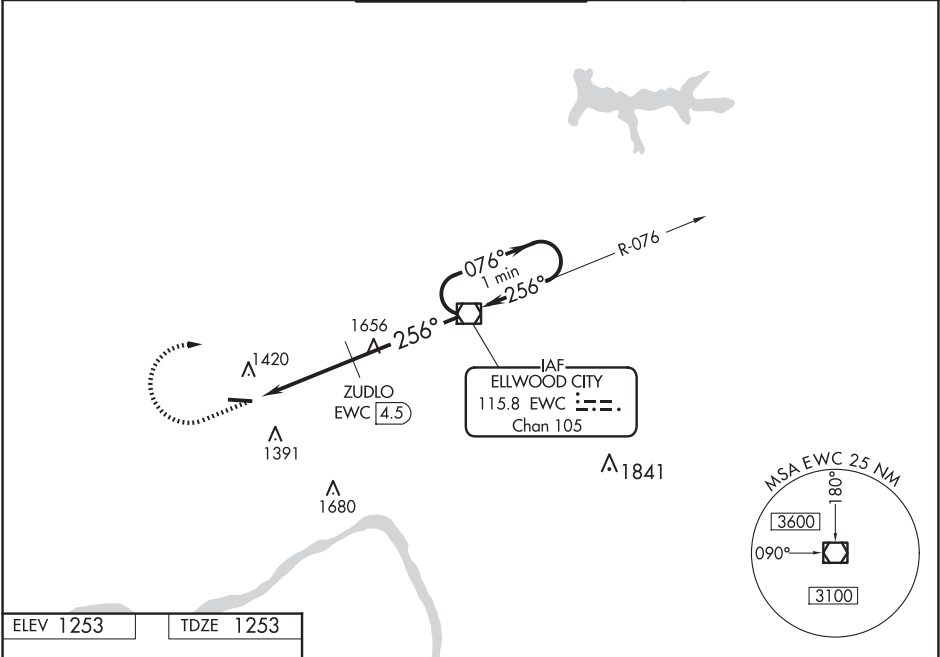 R-076
076°
1 min
256°
1656
256°
1420
ZUDLO
EWC 4.5
IAF
ELLWOOD CITY
115.8 EWC
Chan 105
1391
1841
1680
MSA EWC 25 NM
180°
3600
090°
3100
ELEV 1253
TDZE 1253